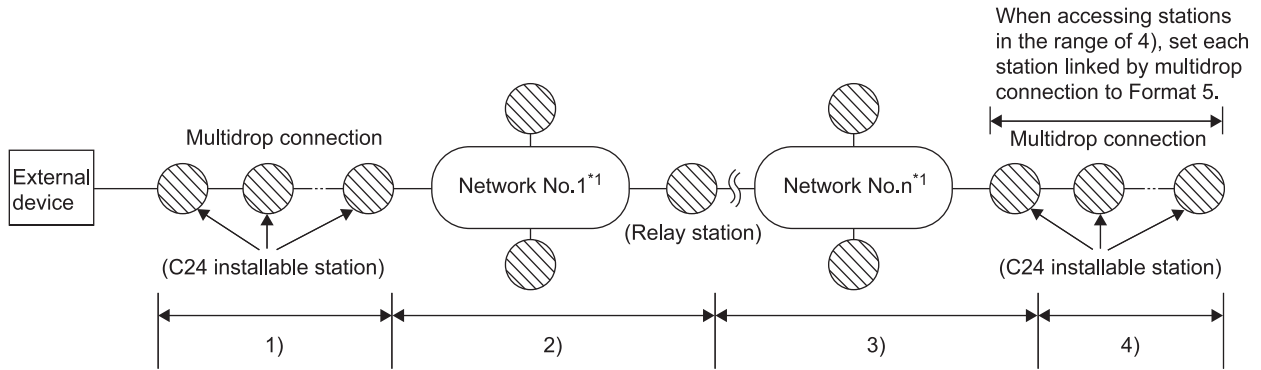 When accessing stations
in the range of 4), set each
station linked by multidrop
connection to Format 5.
Multidrop connection
Multidrop connection
External
device
Network No.1*1
Network No.n*1
(Relay station)
(C24 installable station)
(C24 installable station)
1)
2)
3)
4)